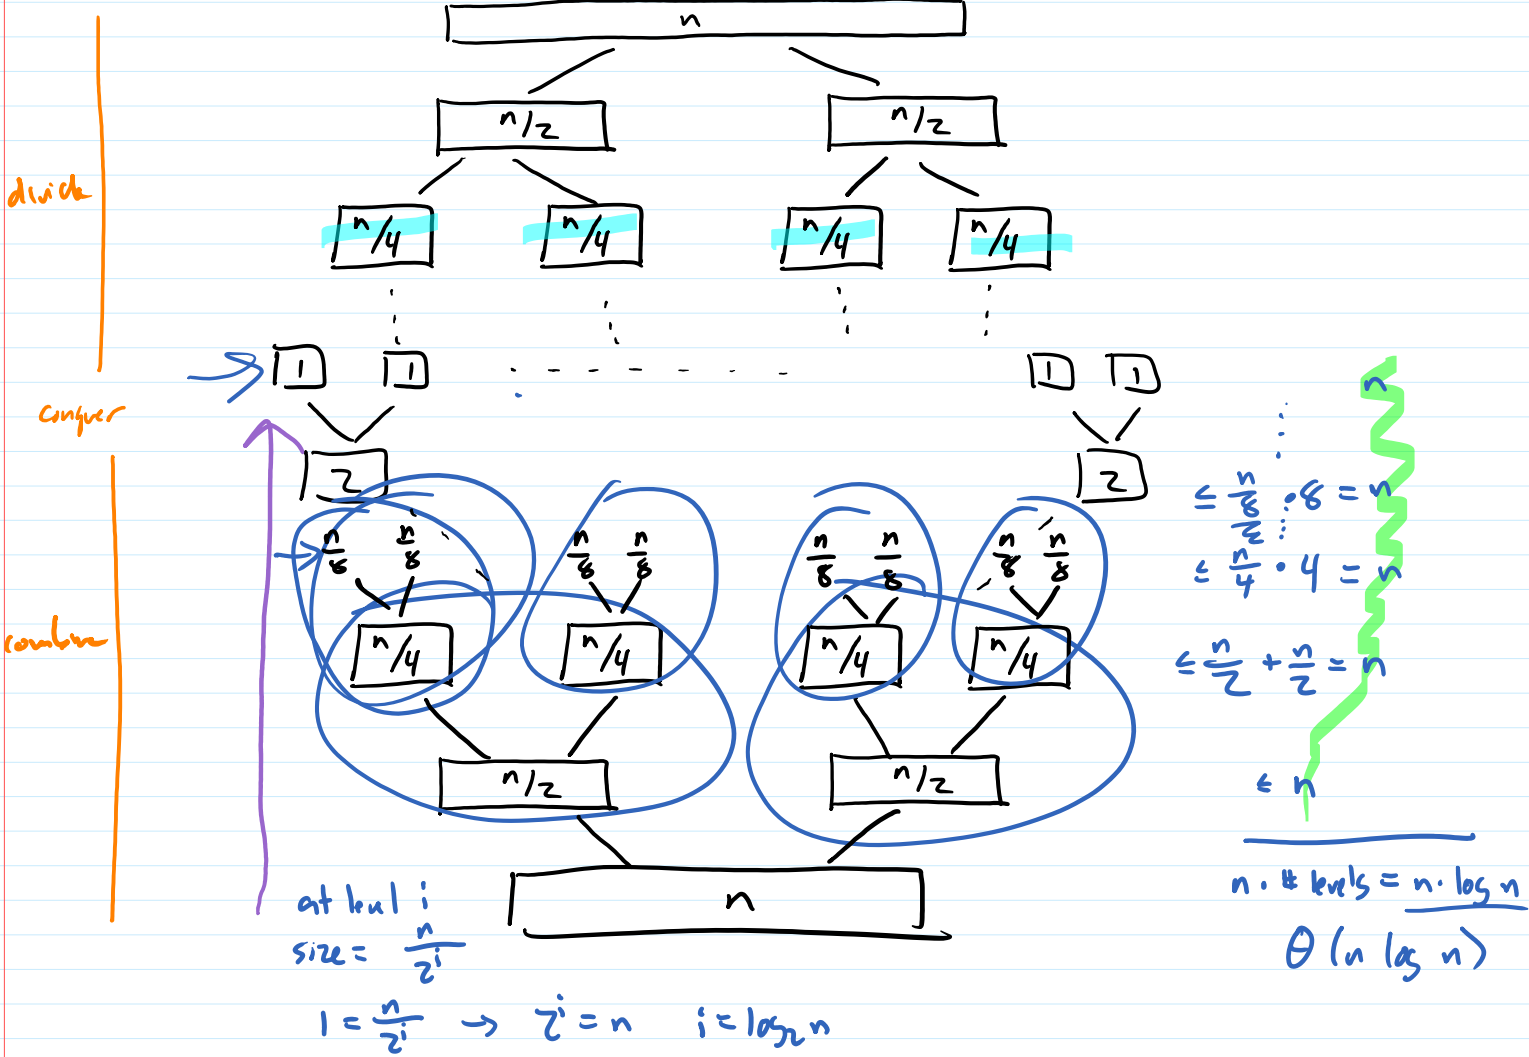 n
n/2 n/2
divide
n/4 n/4 n/4 n/4
1 1 1 1
n
conquer
2 2
≤ n/8 · 8 = n
n/8 n/8 n/8 n/8 n/8 n/8 n/8 n/8
≤ n/4 · 4 = n
combine
n/4 n/4 n/4 n/4
≤ n/2 + n/2 = n
n/2 n/2
≤ n
n
n · # levels = n · log n
at level i
size = n/2^i
Θ(n log n)
1 = n/2^i → 2^i = n i = log₂ n